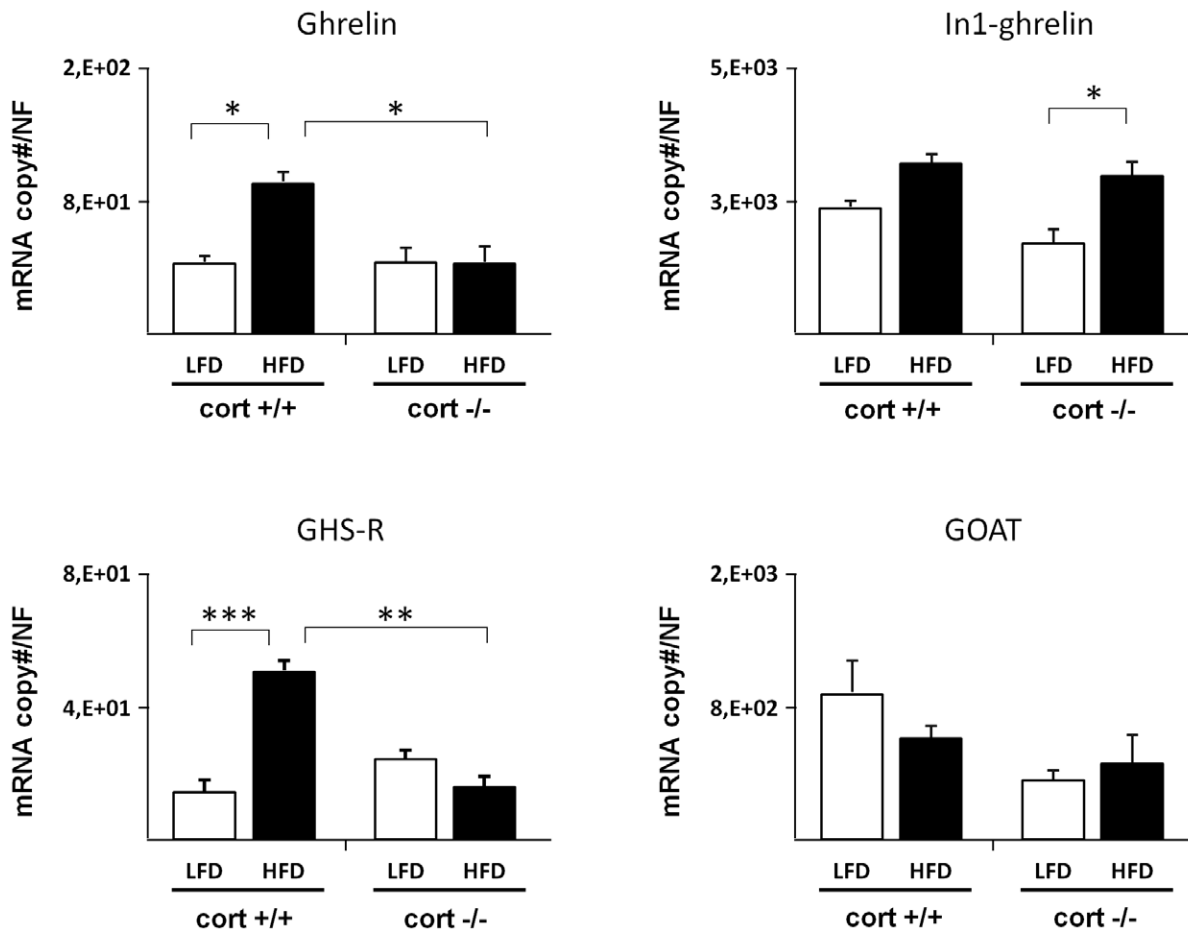 Ghrelin
2,E+02
8,E+01
mRNA copy#/NF
*
*
LFD HFD LFD HFD
cort +/+ cort -/-
In1-ghrelin
5,E+03
3,E+03
mRNA copy#/NF
*
LFD HFD LFD HFD
cort +/+ cort -/-
GHS-R
8,E+01
4,E+01
mRNA copy#/NF
***
**
LFD HFD LFD HFD
cort +/+ cort -/-
GOAT
2,E+03
8,E+02
mRNA copy#/NF
LFD HFD LFD HFD
cort +/+ cort -/-